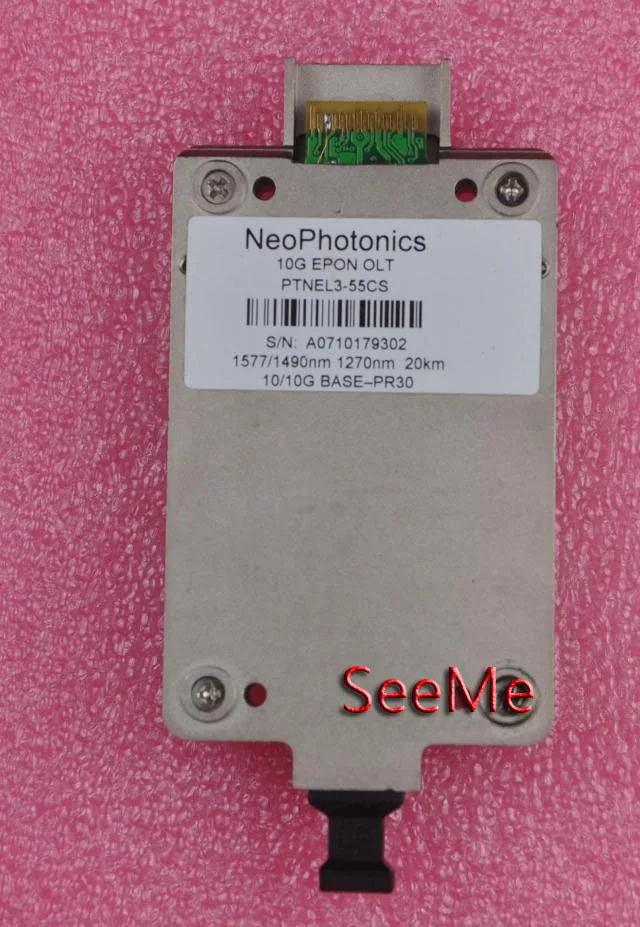 NeoPhotonics
10G EPON OLT
PTNEL3-55CS
S/N: A0710179302
1577/1490nm 1270nm 20km
10/10G BASE–PR30
SeeMe